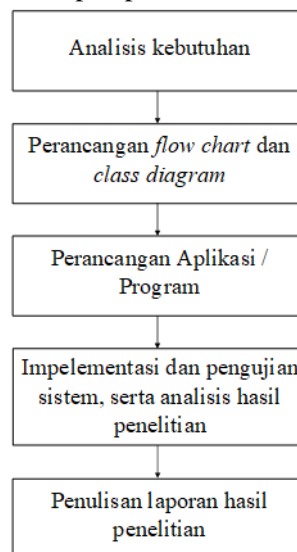 Analisis kebutuhan
Perancangan flow chart dan
class diagram
Perancangan Aplikasi /
Program
Impelementasi dan pengujian
sistem, serta analisis hasil
penelitian
Penulisan laporan hasil
penelitian